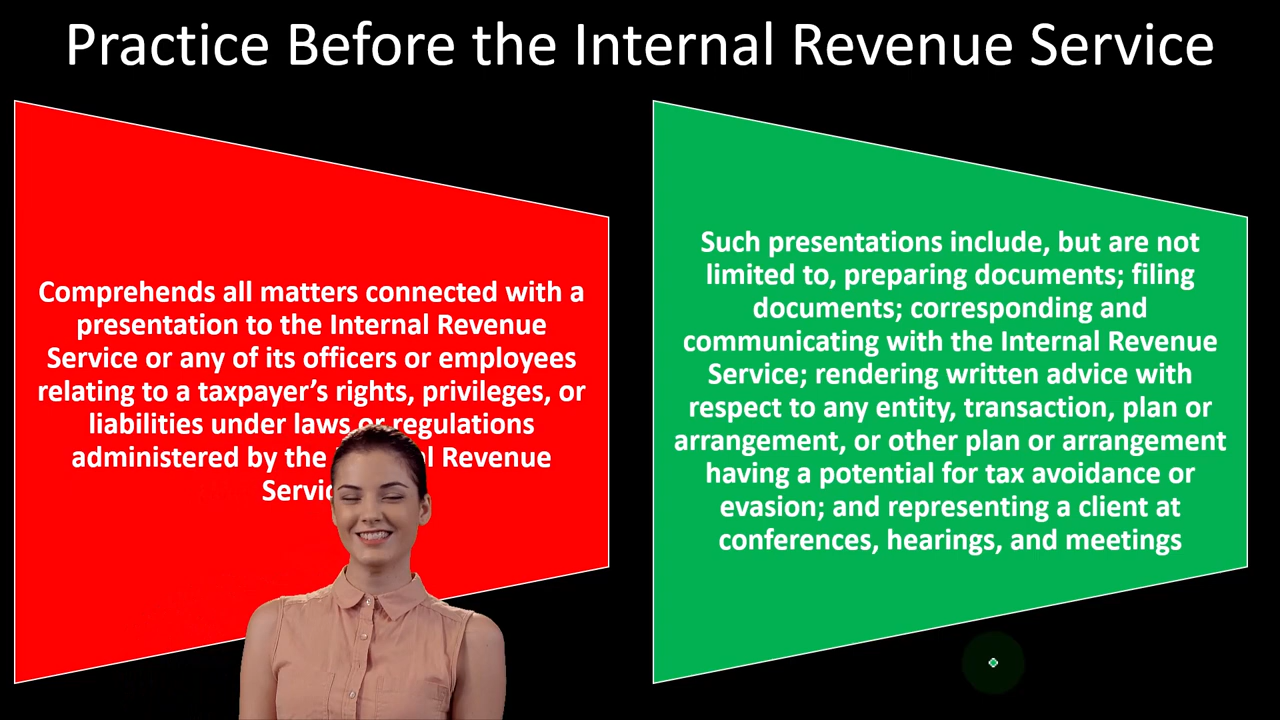 Practice Before the Internal Revenue Service
Comprehends all matters connected with a
presentation to the Internal Revenue
Service or any of its officers or employees
relating to a taxpayer's rights, privileges, or
liabilities under laws or regulations
administered by the Revenue
Such presentations include, but are not
limited to, preparing documents; filing
documents; corresponding and
communicating with the Internal Revenue
Service; rendering written advice with
respect to any entity, transaction, plan or
arrangement, or other plan or arrangement
having a potential for tax avoidance or
evasion; and representing a client at
conferences, hearings, and meetings